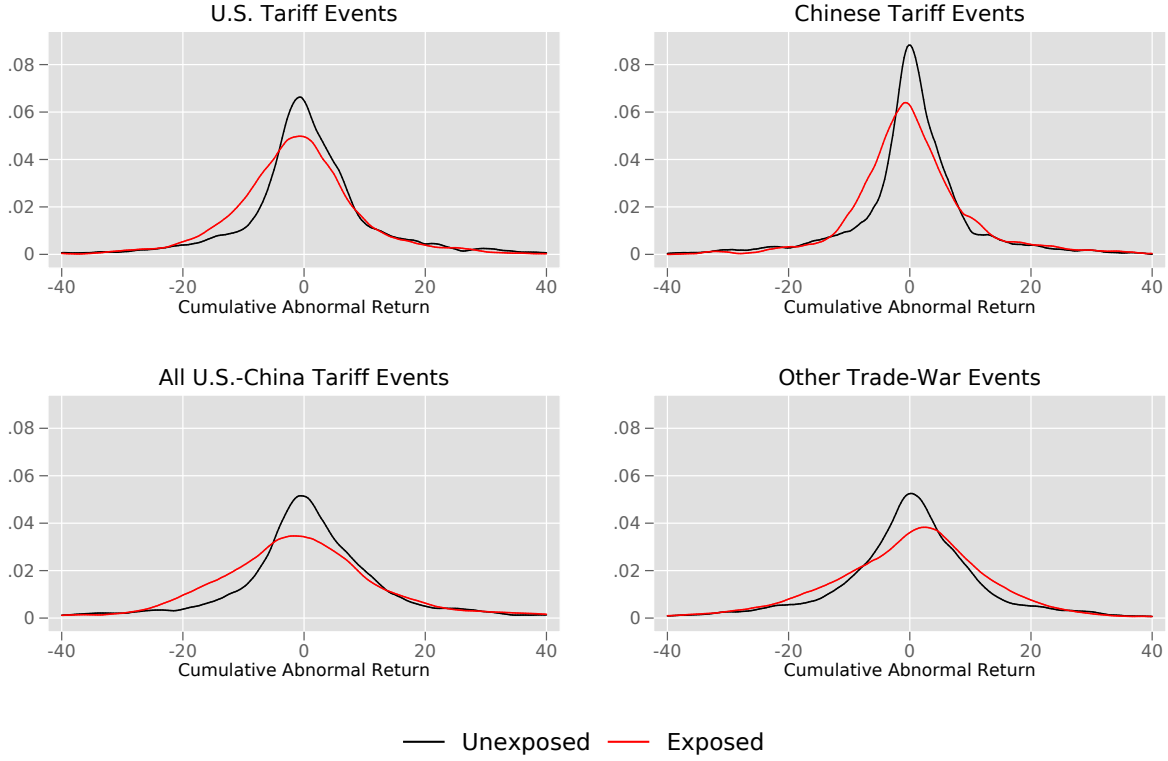 U.S. Tariff Events
.08
.06
.04
.02
0
-40 -20 0 20 40
Cumulative Abnormal Return
Chinese Tariff Events
.08
.06
.04
.02
0
-40 -20 0 20 40
Cumulative Abnormal Return
All U.S.-China Tariff Events
.08
.06
.04
.02
0
-40 -20 0 20 40
Cumulative Abnormal Return
Other Trade-War Events
.08
.06
.04
.02
0
-40 -20 0 20 40
Cumulative Abnormal Return
Unexposed Exposed